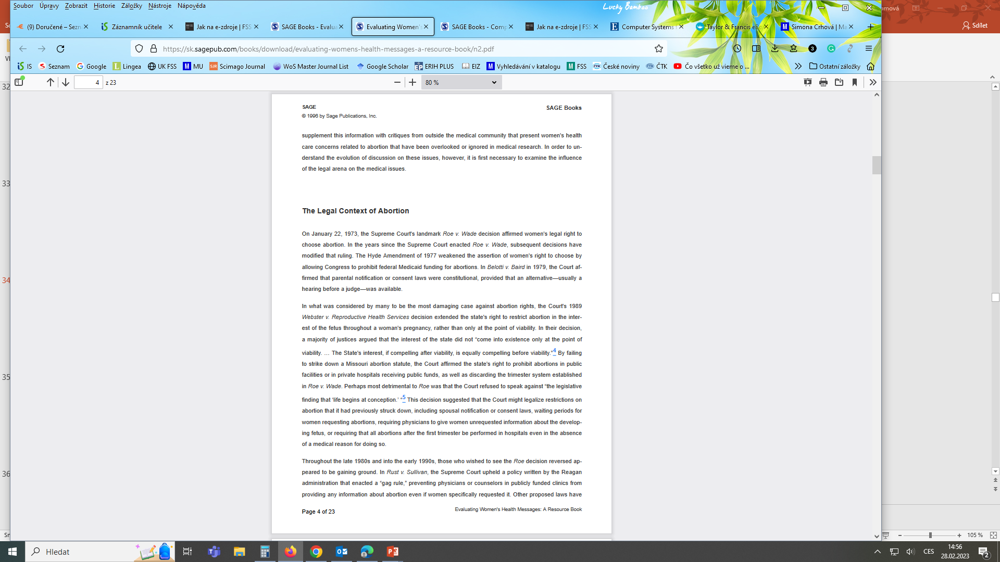 Soubor Úpravy Zobrazit Historie Záložky Nástroje Nápověda
Lucky Bamboo
(9) Doručené – Sezn
Záznamník učitele
Jak na e-zdroje | FSS
SAGE Books - Evalua
Evaluating Women's
SAGE Books - Comp
Jak na e-zdroje | FSS
Computer Systems
Taylor & Francis eBo
Simona Crhová | Ma
Sdílet
https://sk.sagepub.com/books/download/evaluating-womens-health-messages-a-resource-book/n2.pdf
3
IS Seznam Google Lingea UK FSS MU Scimago Journal WoS Master Journal List Google Scholar ERIH PLUS EIZ Vyhledávání v katalogu FSS České noviny ČTK Čo všetko už vieme o ... Ostatní záložky
4 z 23
80 %
32
33
34
35
36
SAGE
© 1996 by Sage Publications, Inc.
SAGE Books
supplement this information with critiques from outside the medical community that present women's health
care concerns related to abortion that have been overlooked or ignored in medical research. In order to un-
derstand the evolution of discussion on these issues, however, it is first necessary to examine the influence
of the legal arena on the medical issues.
The Legal Context of Abortion
On January 22, 1973, the Supreme Court's landmark Roe v. Wade decision affirmed women's legal right to
choose abortion. In the years since the Supreme Court enacted Roe v. Wade, subsequent decisions have
modified that ruling. The Hyde Amendment of 1977 weakened the assertion of women's right to choose by
allowing Congress to prohibit federal Medicaid funding for abortions. In Belotti v. Baird in 1979, the Court af-
firmed that parental notification or consent laws were constitutional, provided that an alternative—usually a
hearing before a judge—was available.
In what was considered by many to be the most damaging case against abortion rights, the Court's 1989
Webster v. Reproductive Health Services decision extended the state's right to restrict abortion in the inter-
est of the fetus throughout a woman's pregnancy, rather than only at the point of viability. In their decision,
a majority of justices argued that the interest of the state did not “come into existence only at the point of
viability. … The State's interest, if compelling after viability, is equally compelling before viability.”4 By failing
to strike down a Missouri abortion statute, the Court affirmed the state's right to prohibit abortions in public
facilities or in private hospitals receiving public funds, as well as discarding the trimester system established
in Roe v. Wade. Perhaps most detrimental to Roe was that the Court refused to speak against “the legislative
finding that ‘life begins at conception.’ “5 This decision suggested that the Court might legalize restrictions on
abortion that it had previously struck down, including spousal notification or consent laws, waiting periods for
women requesting abortions, requiring physicians to give women unrequested information about the develop-
ing fetus, or requiring that all abortions after the first trimester be performed in hospitals even in the absence
of a medical reason for doing so.
Throughout the late 1980s and into the early 1990s, those who wished to see the Roe decision reversed ap-
peared to be gaining ground. In Rust v. Sullivan, the Supreme Court upheld a policy written by the Reagan
administration that enacted a “gag rule,” preventing physicians or counselors in publicly funded clinics from
providing any information about abortion even if women specifically requested it. Other proposed laws have
Page 4 of 23
Evaluating Women's Health Messages: A Resource Book
105 %
Hledat
CES
14:56
28.02.2023
2